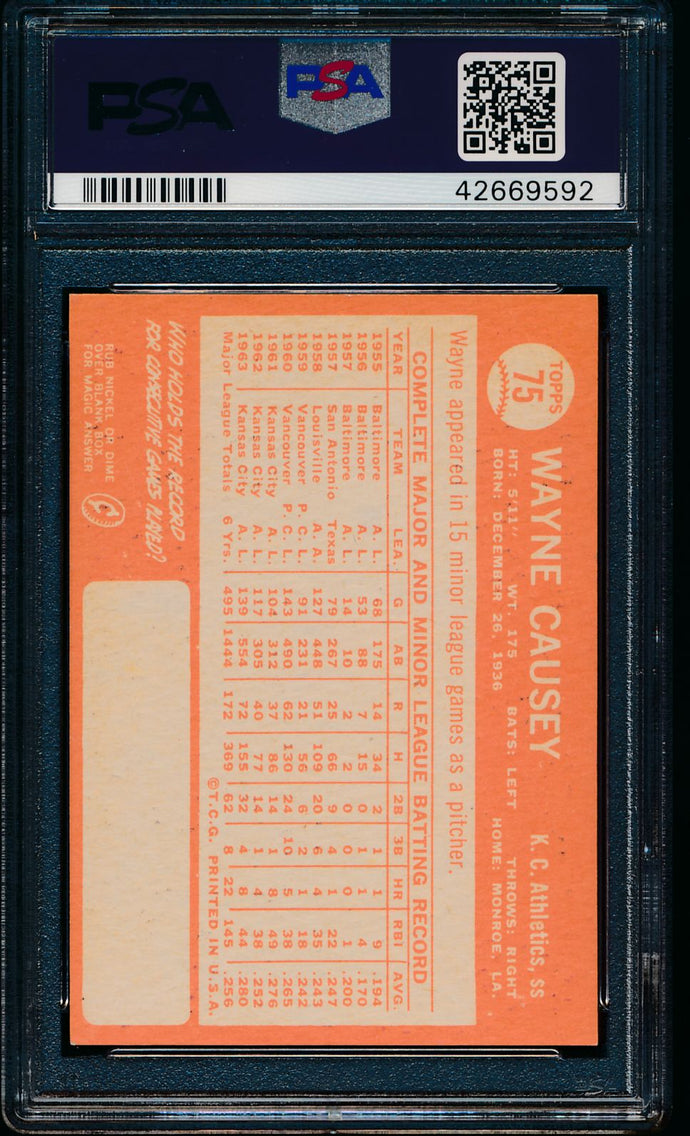 PSA
PSA
42669592
TOPPS
75
WAYNE CAUSEY K. C. Athletics, SS
HT: 5'11" WT. 175 BATS: LEFT THROWS: RIGHT
BORN: DECEMBER 26, 1936 HOME: MONROE, LA.
Wayne appeared in 15 minor league games as a pitcher.
COMPLETE MAJOR AND MINOR LEAGUE BATTING RECORD
YEAR TEAM LEA. G AB R H 2B 3B HR RBI AVG.
1955 Baltimore A. L. 68 175 14 34 2 1 1 9 .194
1956 Baltimore A. L. 53 88 7 15 0 1 1 4 .170
1957 Baltimore A. L. 14 10 2 2 0 0 0 1 .200
1957 San Antonio Texas 79 267 25 66 9 4 1 22 .247
1958 Louisville A. A. 127 448 51 109 20 6 4 35 .243
1959 Vancouver P. C. L. 91 231 21 56 6 2 1 18 .242
1960 Vancouver P. C. L. 143 490 62 130 24 10 5 38 .265
1961 Kansas City A. L. 104 312 37 86 14 1 8 49 .276
1962 Kansas City A. L. 117 305 40 77 14 1 4 38 .252
1963 Kansas City A. L. 139 554 72 155 32 4 8 44 .280
Major League Totals 6 Yrs. 495 1444 172 369 62 8 22 145 .256
©T.C.G. PRINTED IN U.S.A.
WHO HOLDS THE RECORD
FOR CONSECUTIVE GAMES PLAYED?
RUB NICKEL OR DIME
OVER BLANK BOX
FOR MAGIC ANSWER